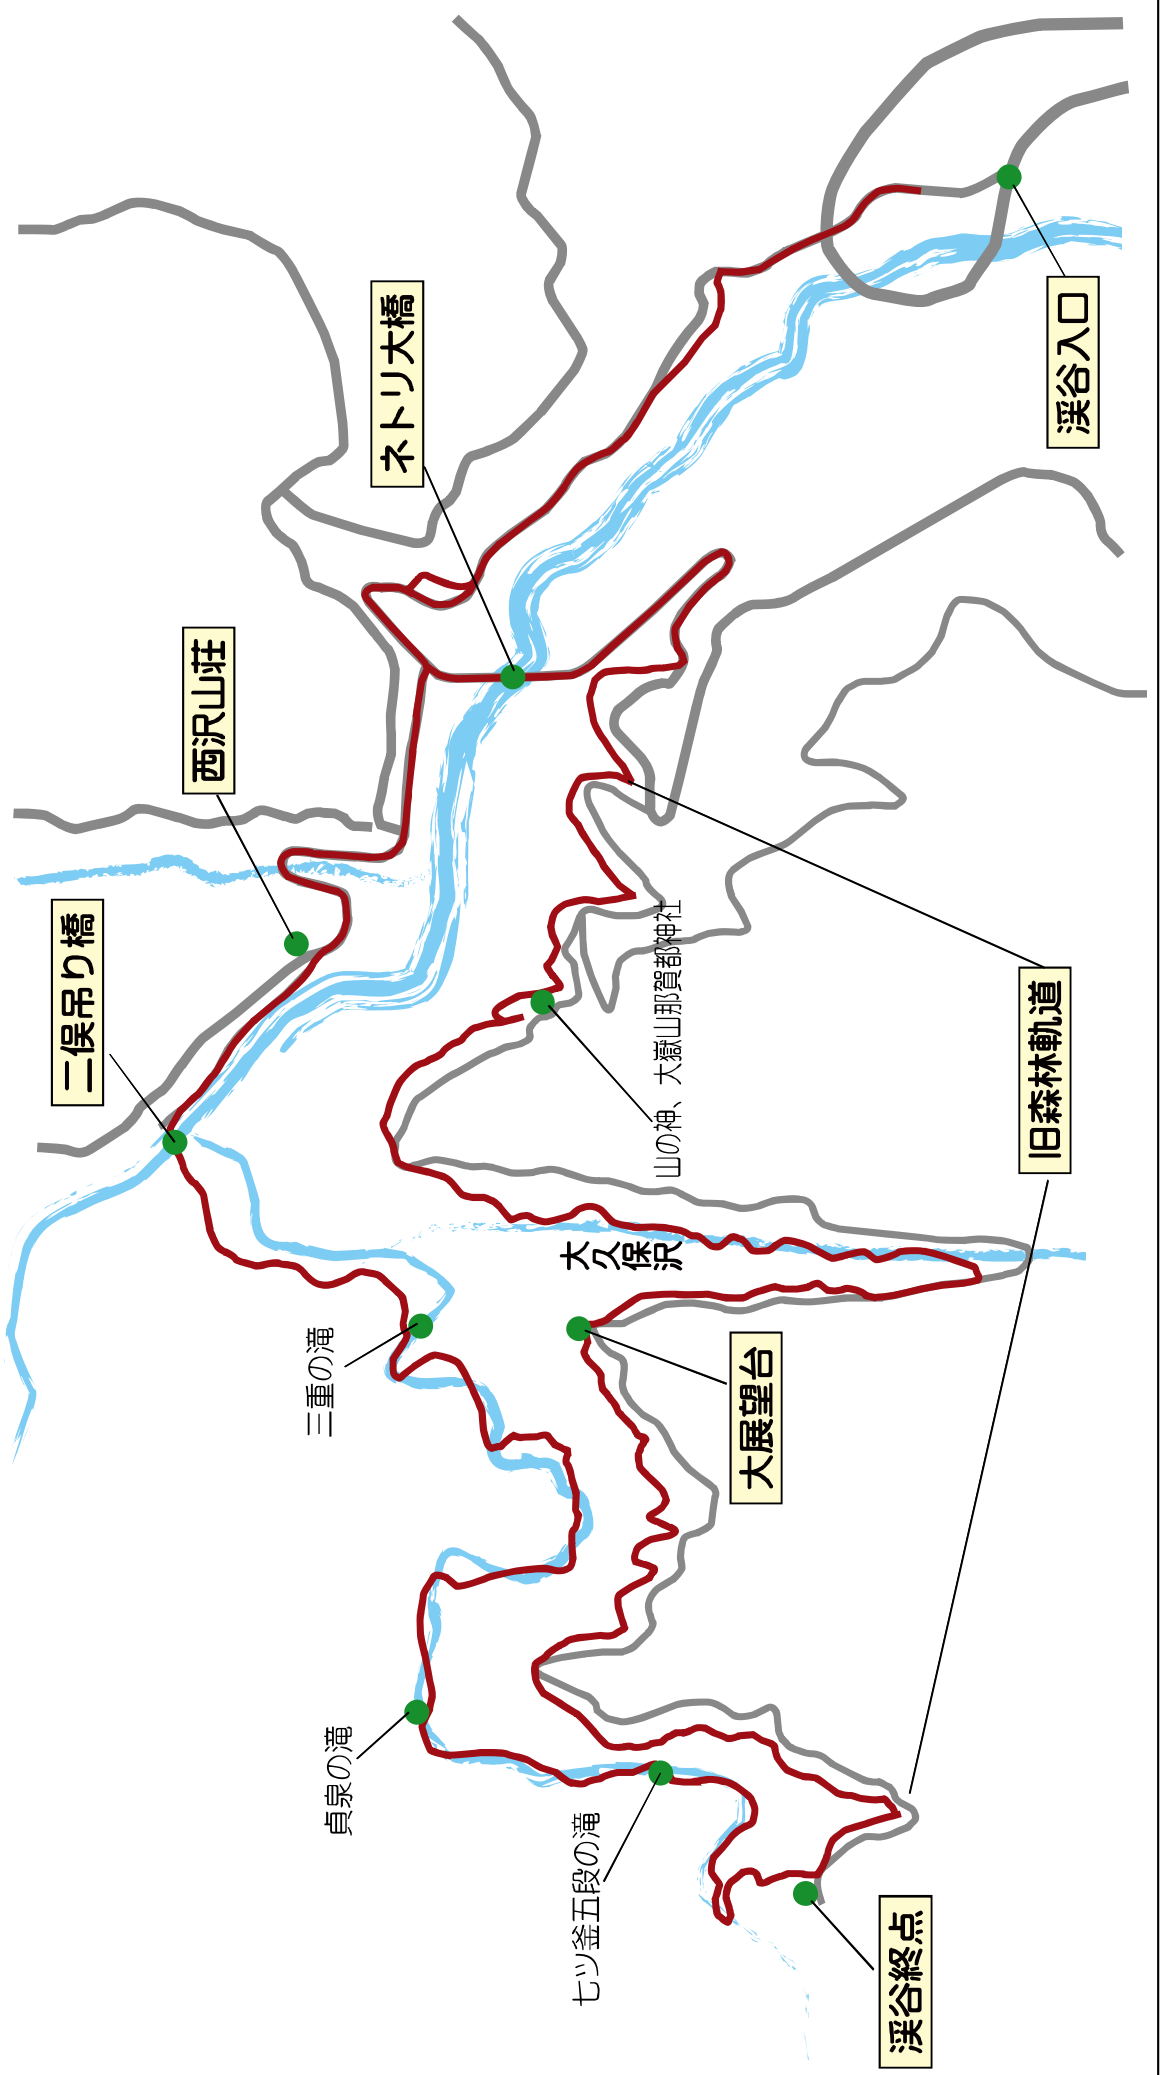 二俣吊り橋
西沢山荘
ネトリ大橋
渓谷入口
三重の滝
貞泉の滝
七ツ釜五段の滝
大久保沢
山の神、大嶽山那賀都神社
大展望台
旧森林軌道
渓谷終点